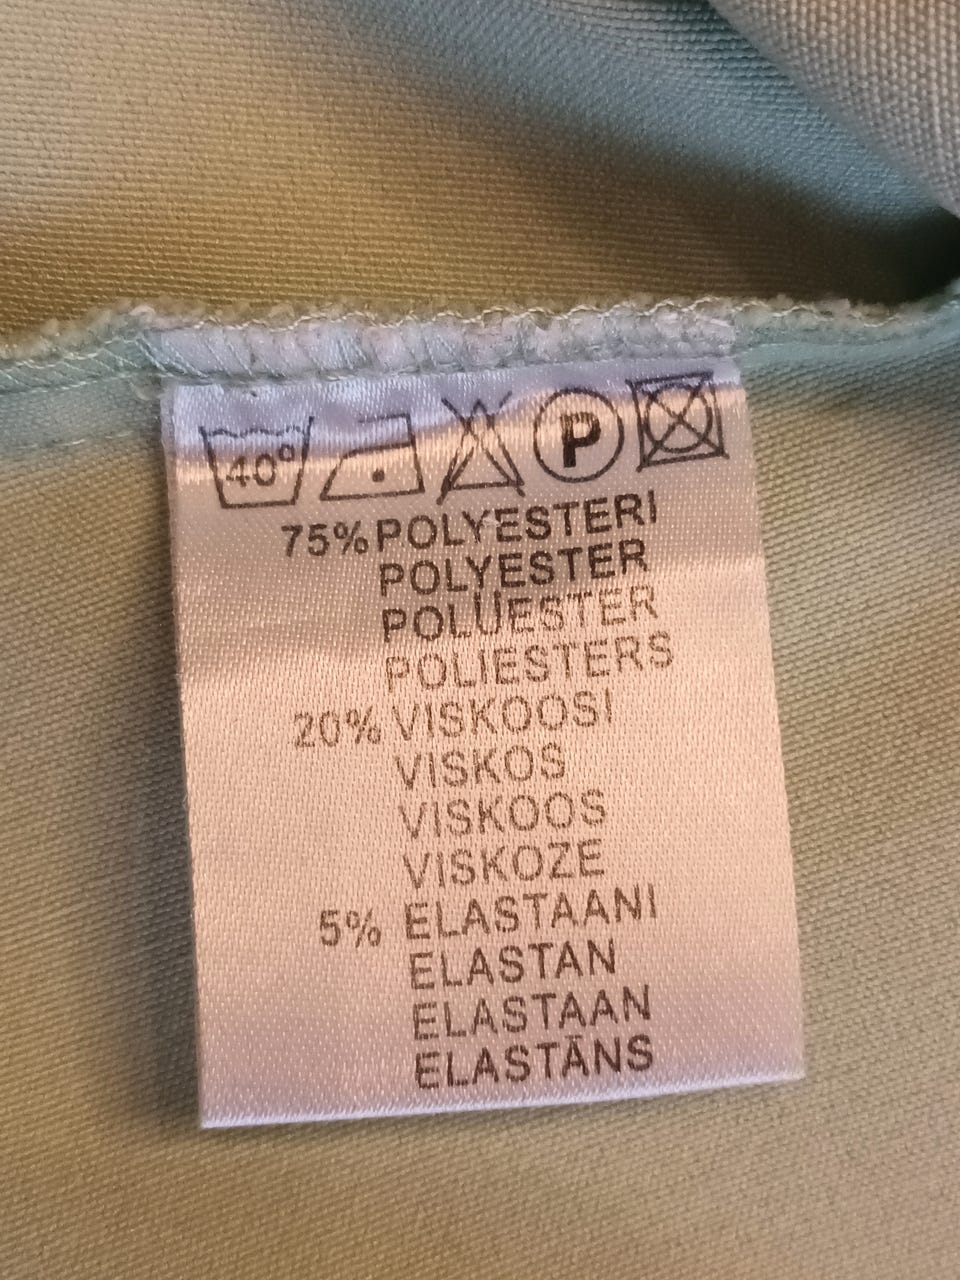 40°
P
75% POLYESTERI
POLYESTER
POLÜESTER
POLIESTERS
20% VISKOOSI
VISKOS
VISKOOS
VISKOZE
5% ELASTAANI
ELASTAN
ELASTAAN
ELASTĀNS